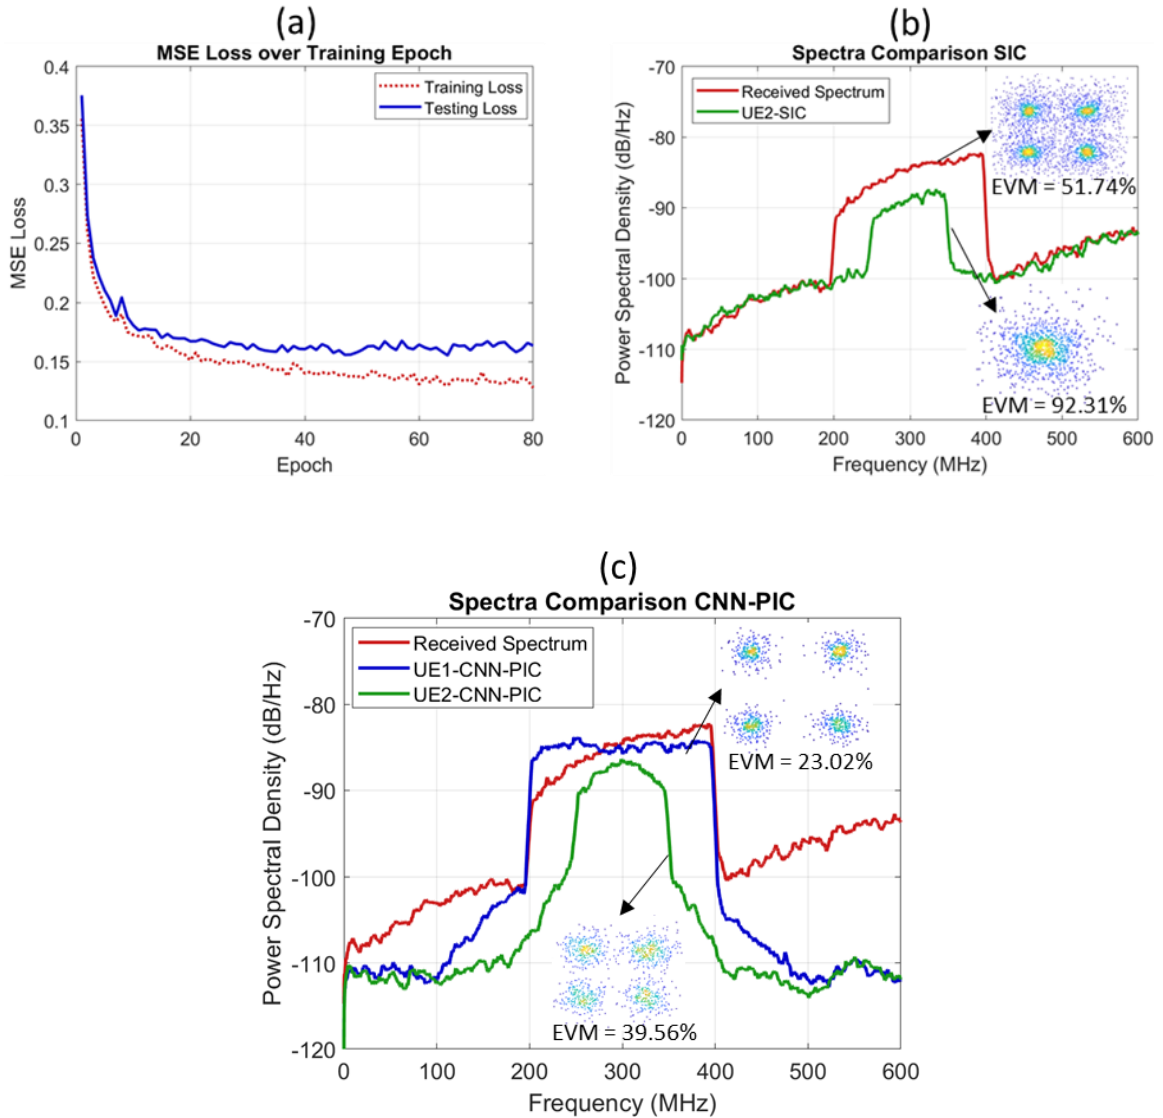 (a)
MSE Loss over Training Epoch
0.4
0.35
0.3
0.25
0.2
0.15
0.1
MSE Loss
Training Loss
Testing Loss
0
20
40
60
80
Epoch
(b)
Spectra Comparison SIC
-70
-80
-90
-100
-110
-120
Power Spectral Density (dB/Hz)
Received Spectrum
UE2-SIC
EVM = 51.74%
EVM = 92.31%
0
100
200
300
400
500
600
Frequency (MHz)
(c)
Spectra Comparison CNN-PIC
-70
-80
-90
-100
-110
-120
Power Spectral Density (dB/Hz)
Received Spectrum
UE1-CNN-PIC
UE2-CNN-PIC
EVM = 23.02%
EVM = 39.56%
0
100
200
300
400
500
600
Frequency (MHz)